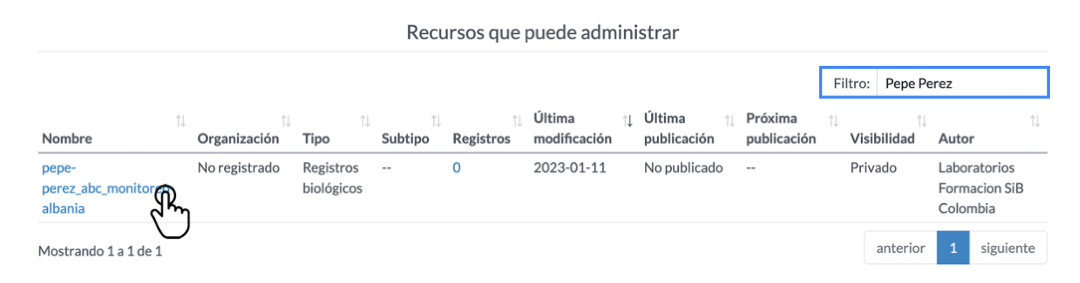 Recursos que puede administrar
Filtro: Pepe Perez
Nombre Organización Tipo Subtipo Registros Última modificación Última publicación Próxima publicación Visibilidad Autor
pepe- No registrado Registros -- 0 2023-01-11 No publicado -- Privado Laboratorios
perez_abc_monitoreo- biológicos Formacion SiB
albania Colombia
Mostrando 1 a 1 de 1
anterior 1 siguiente